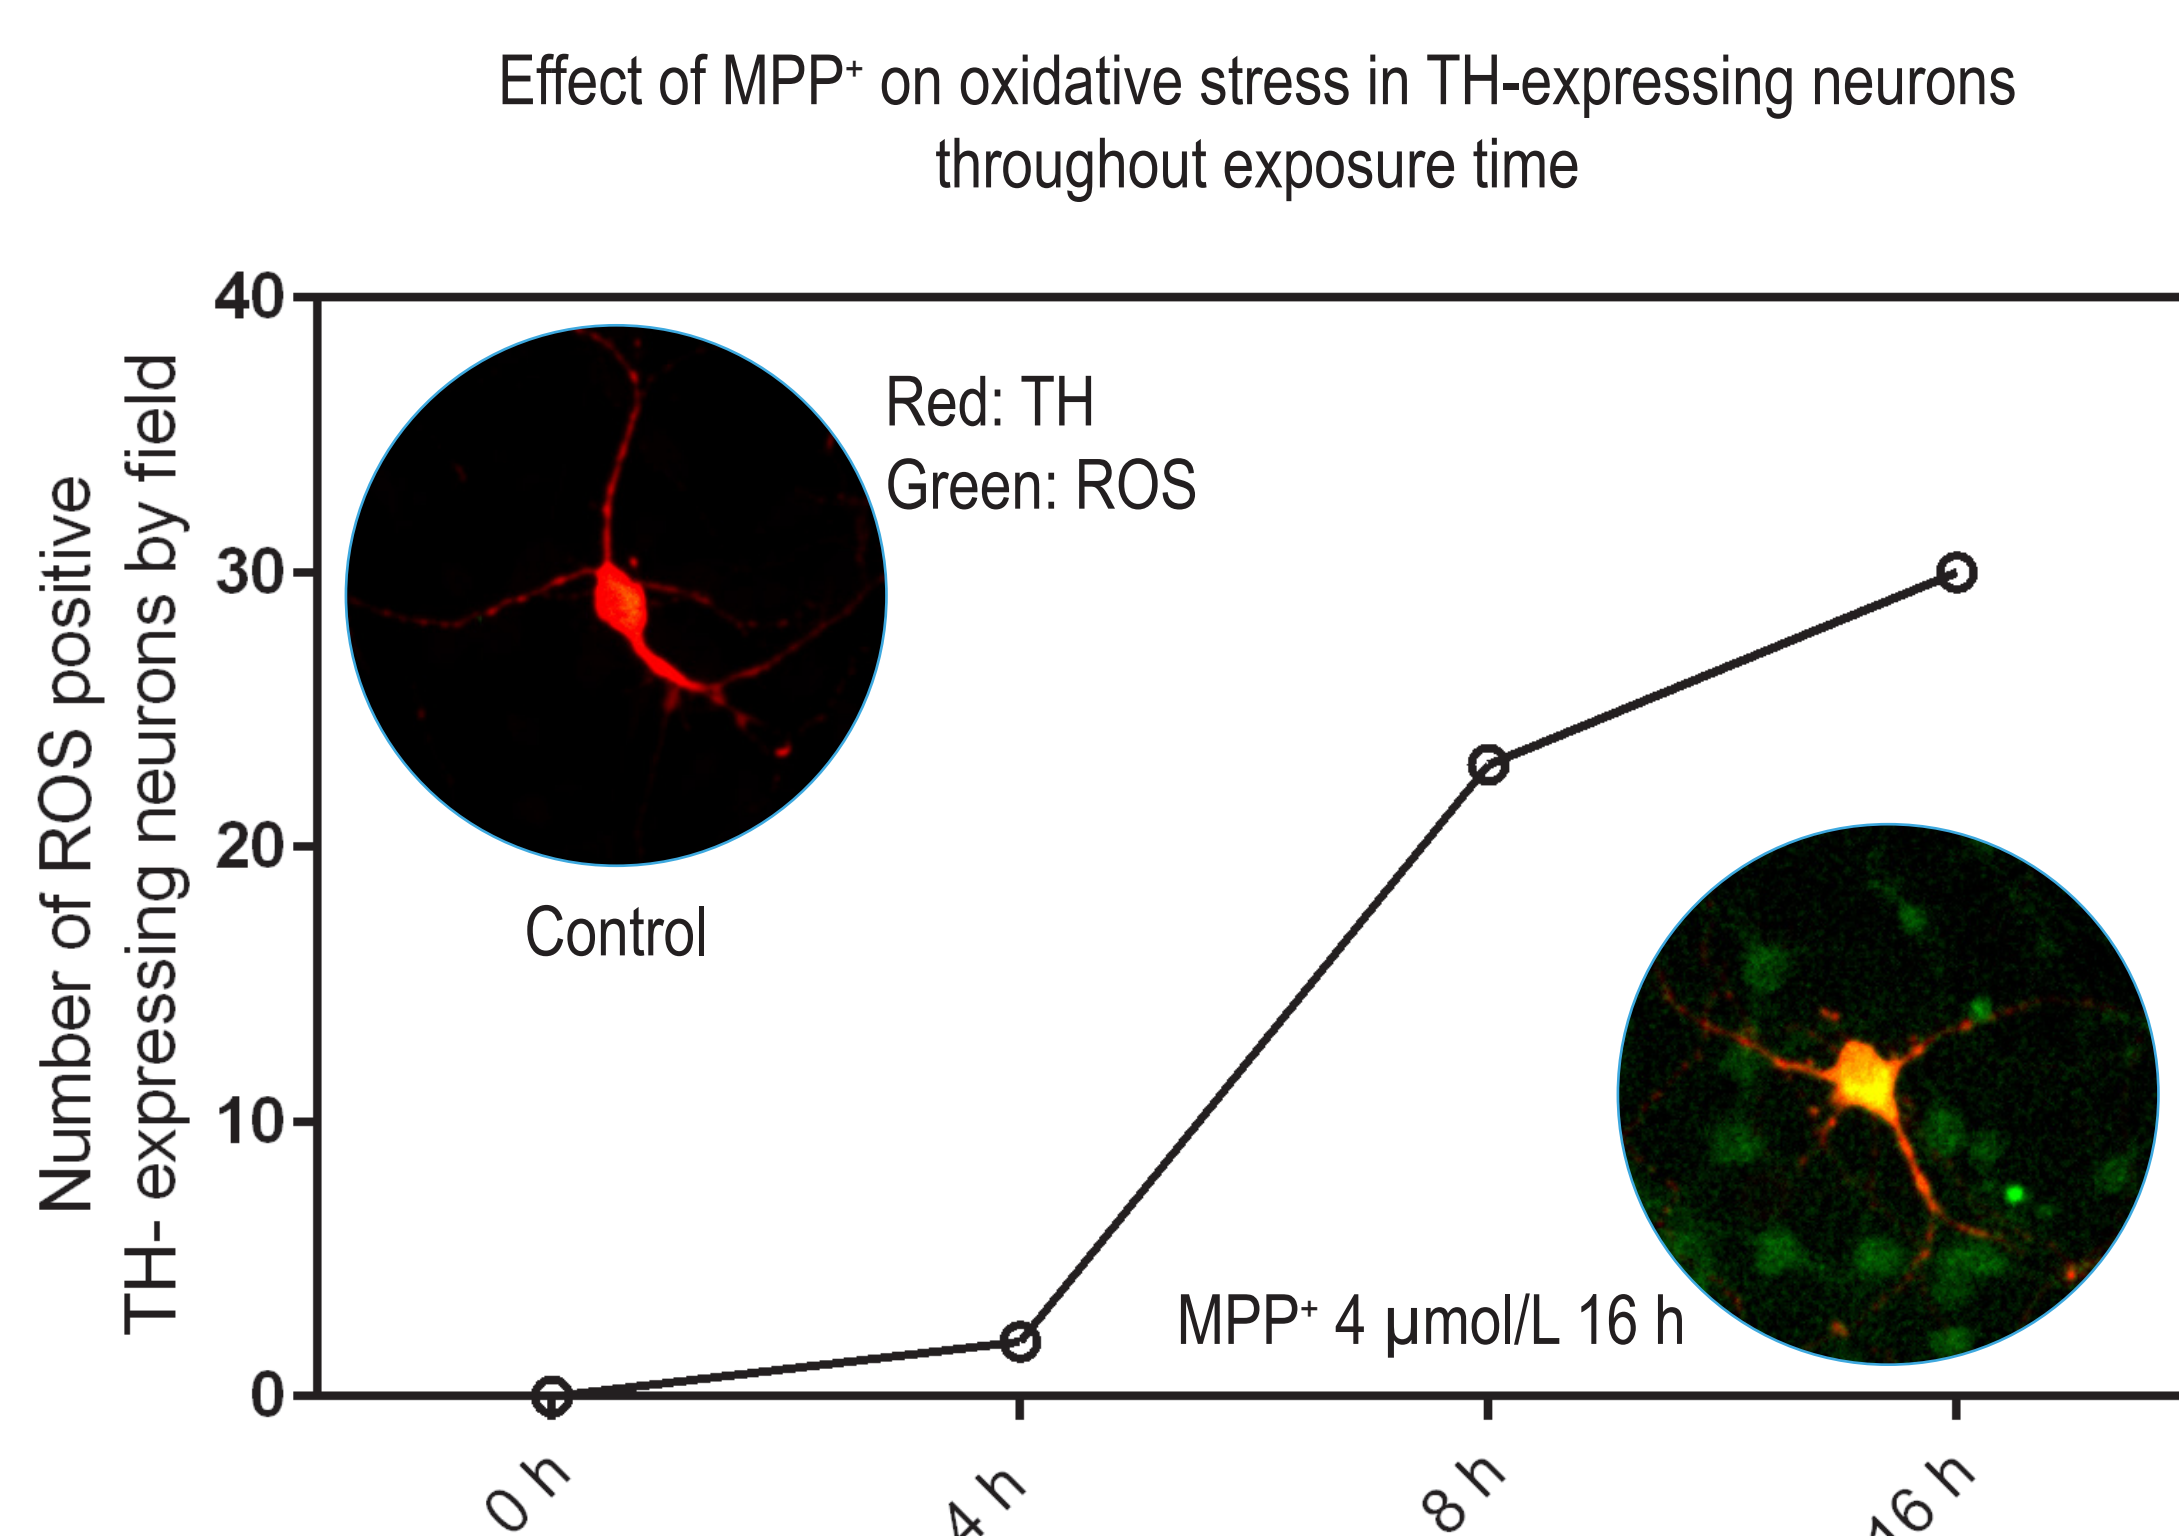 Effect of MPP⁺ on oxidative stress in TH-expressing neurons
throughout exposure time
Number of ROS positive
TH- expressing neurons by field
40
30
20
10
0
Red: TH
Green: ROS
Control
MPP⁺ 4 µmol/L 16 h
0 h
4 h
8 h
16 h